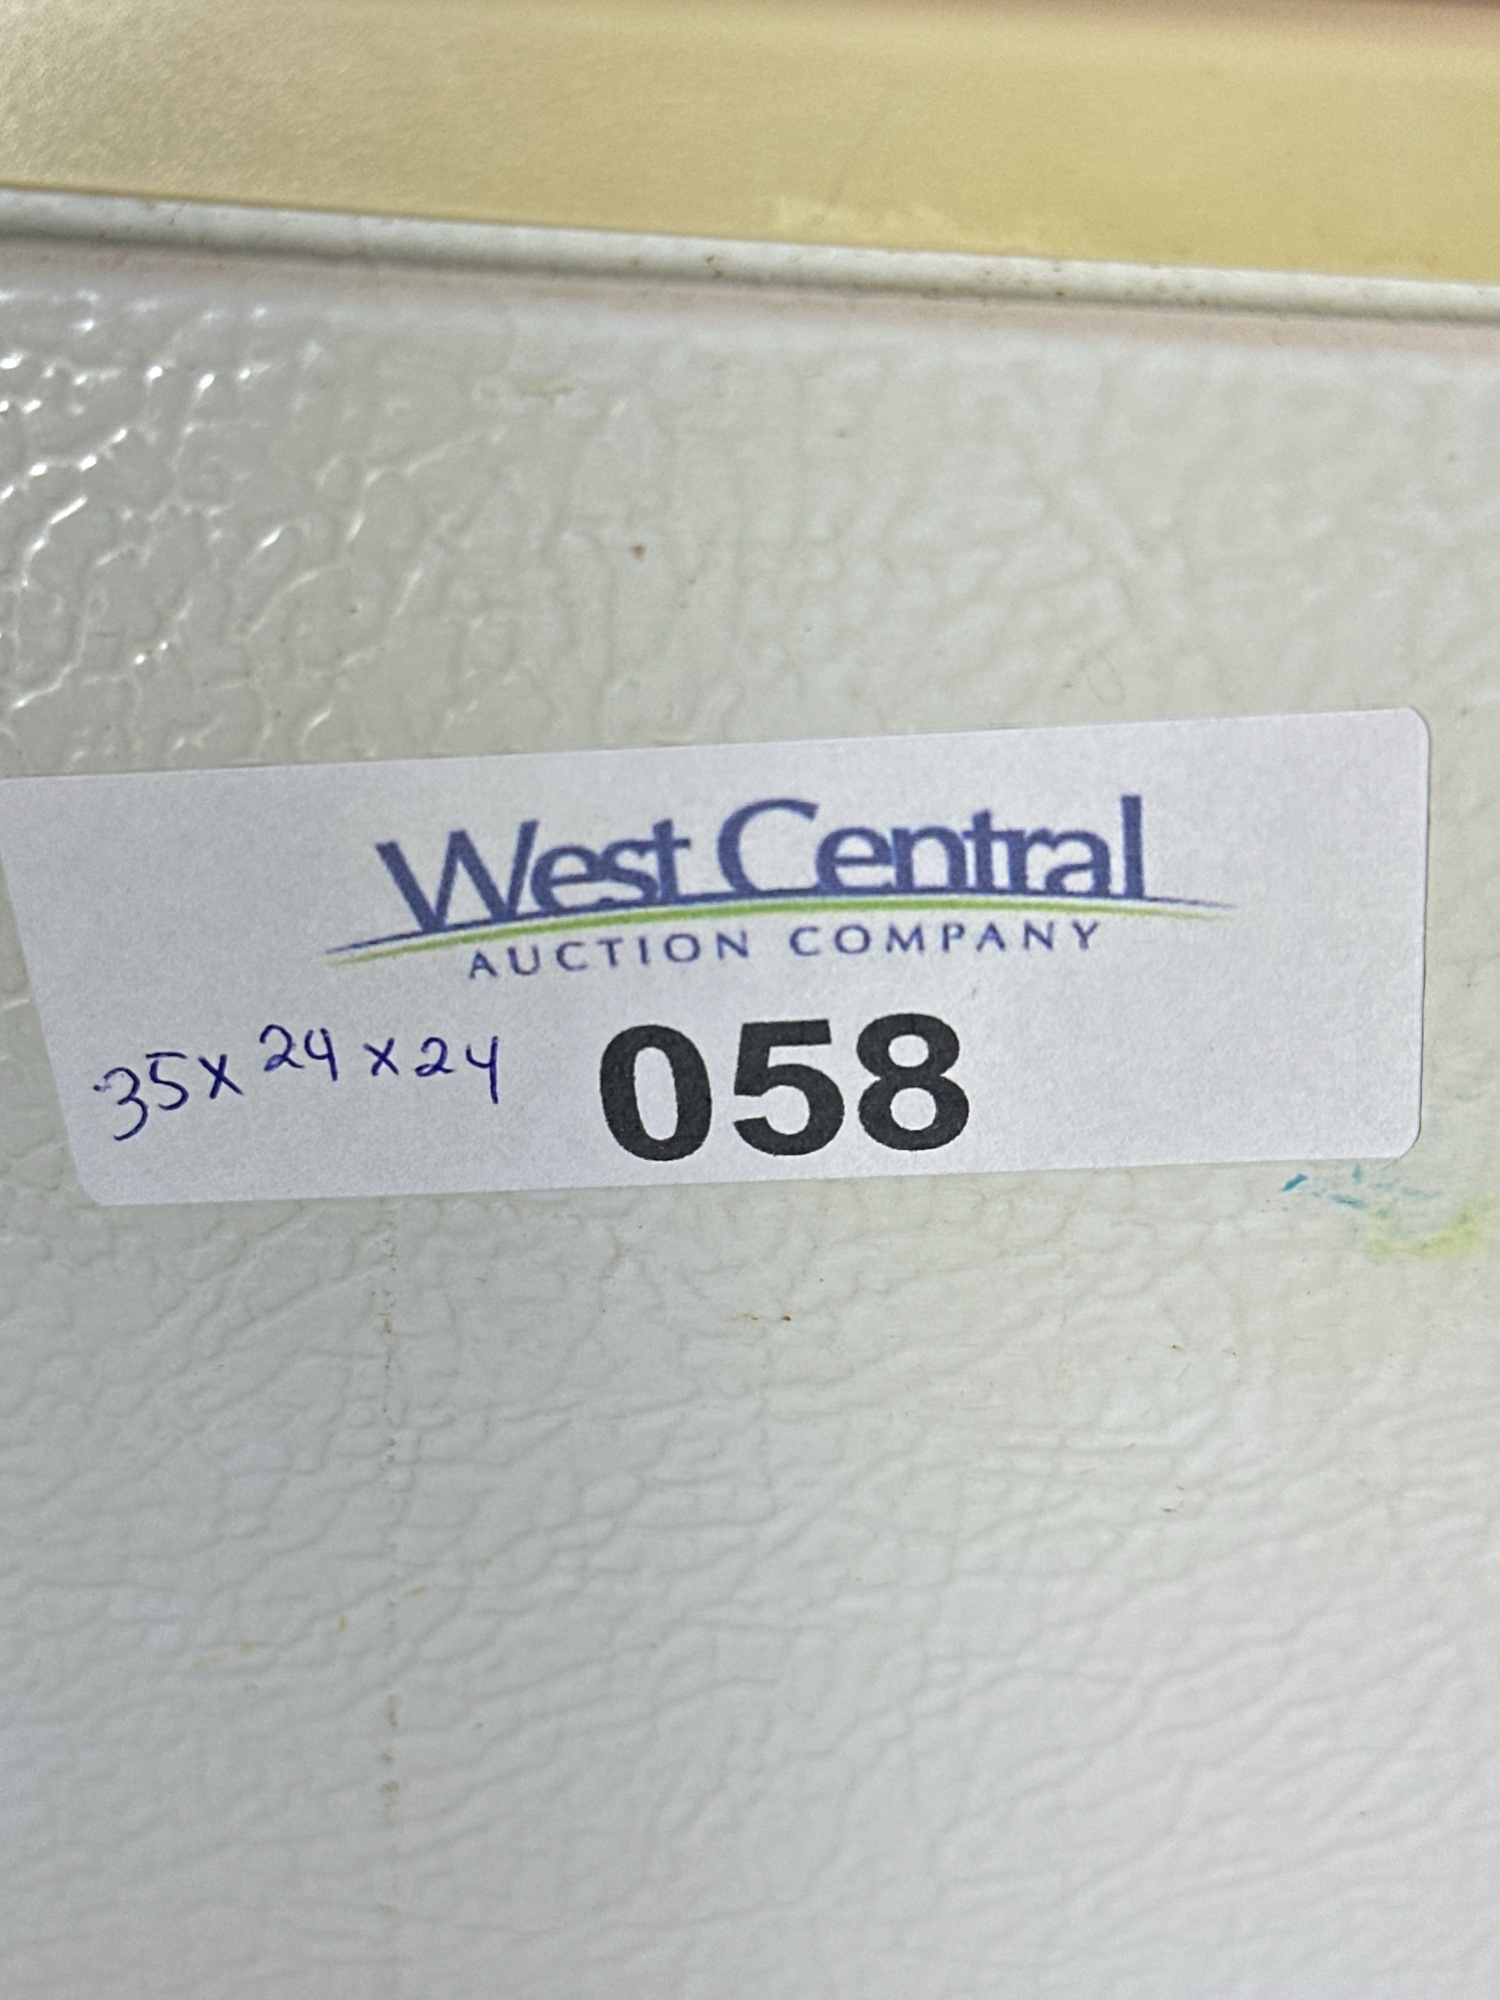 West Central
AUCTION COMPANY
35x24x24 058